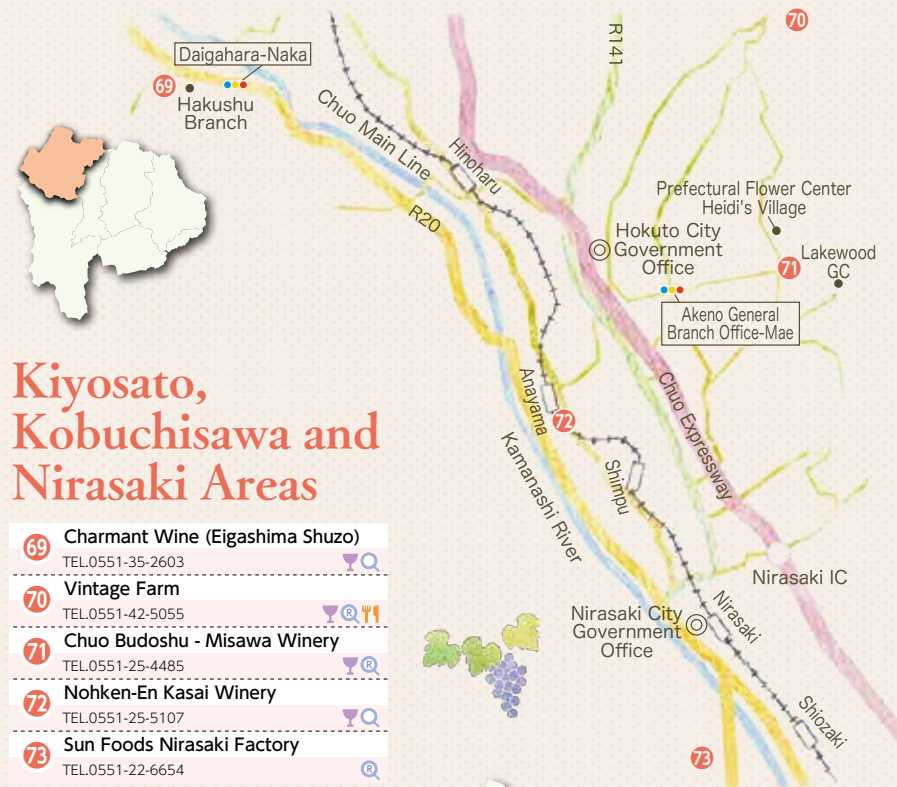 Daigahara-Naka
69
Hakushu
Branch
Chuo Main Line
Hinoharu
R141
70
R20
Prefectural Flower Center
Heidi's Village
Hokuto City
Government
Office
71
Lakewood
GC
Akeno General
Branch Office-Mae
Anayama
72
Chuo Expressway
Kamanashi River
Shimpu
Nirasaki IC
Nirasaki City
Government
Office
Nirasaki
Shiozaki
73
Kiyosato,
Kobuchisawa and
Nirasaki Areas
69 Charmant Wine (Eigashima Shuzo)
TEL.0551-35-2603
70 Vintage Farm
TEL.0551-42-5055 R
71 Chuo Budoshu - Misawa Winery
TEL.0551-25-4485 R
72 Nohken-En Kasai Winery
TEL.0551-25-5107
73 Sun Foods Nirasaki Factory
TEL.0551-22-6654 R